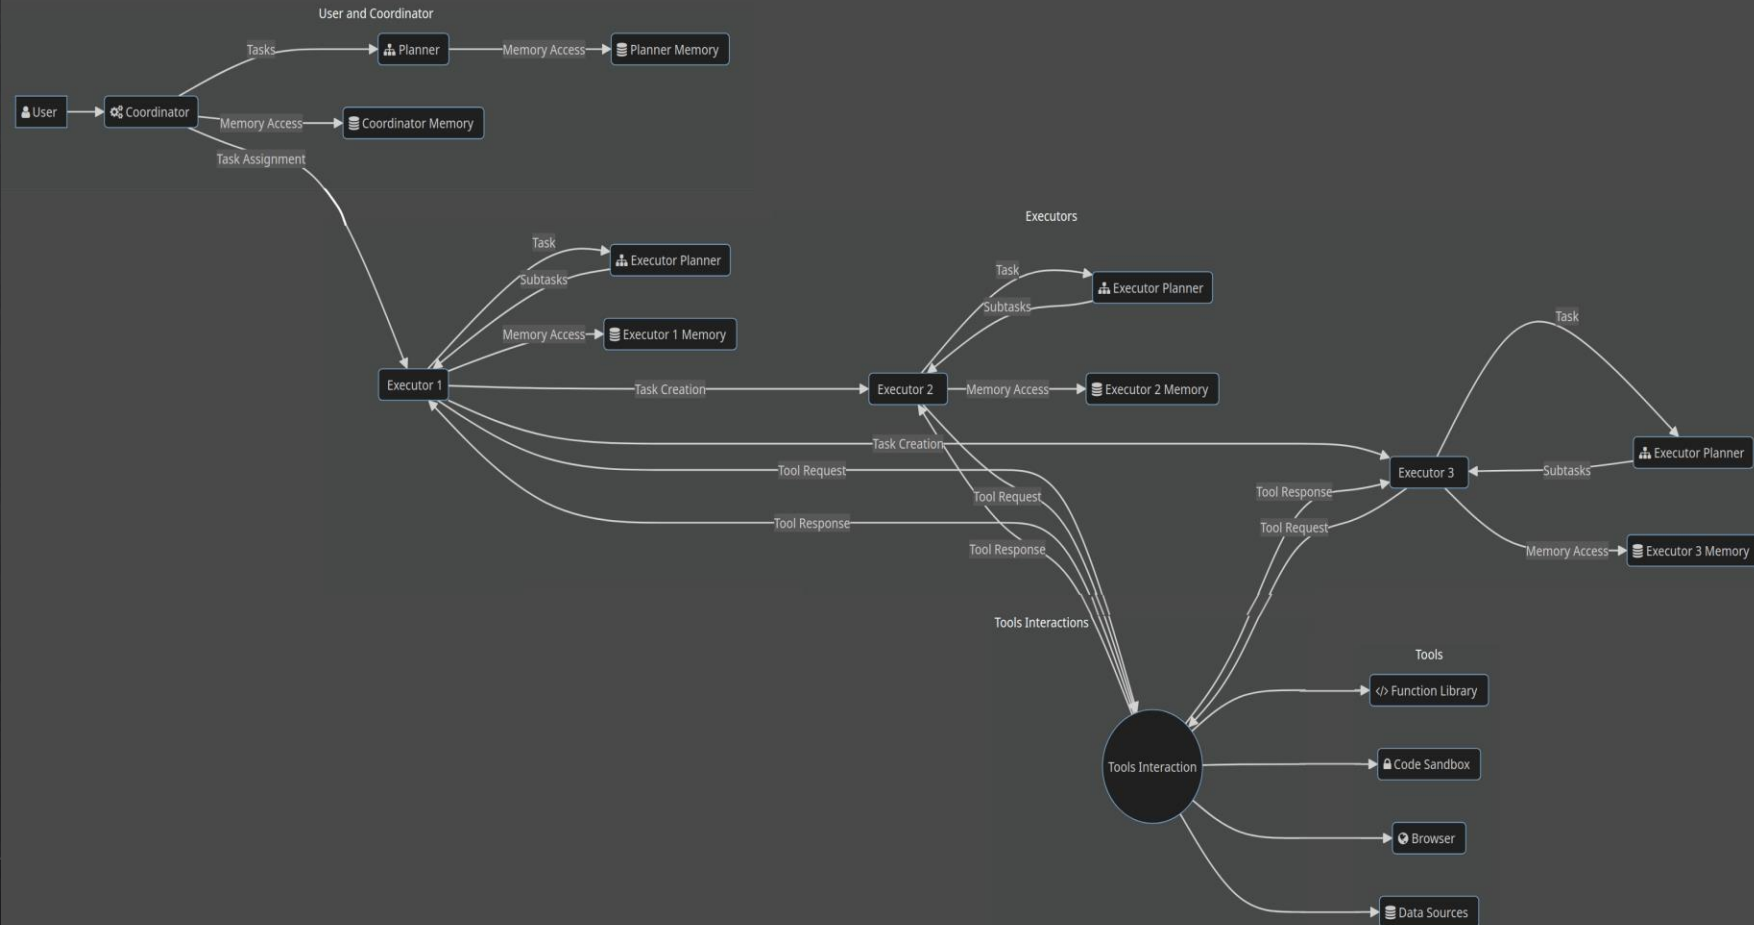 User and Coordinator
Tasks
Planner
Memory Access
Planner Memory
User
Coordinator
Memory Access
Coordinator Memory
Task Assignment
Executors
Task
Executor Planner
Subtasks
Memory Access
Executor 1 Memory
Executor 1
Task Creation
Task
Executor Planner
Subtasks
Executor 2
Memory Access
Executor 2 Memory
Task
Task Creation
Executor 3
Executor Planner
Subtasks
Tool Request
Tool Request
Tool Response
Tool Response
Tool Response
Tool Request
Memory Access
Executor 3 Memory
Tools Interactions
Tools
</> Function Library
Tools Interaction
Code Sandbox
Browser
Data Sources